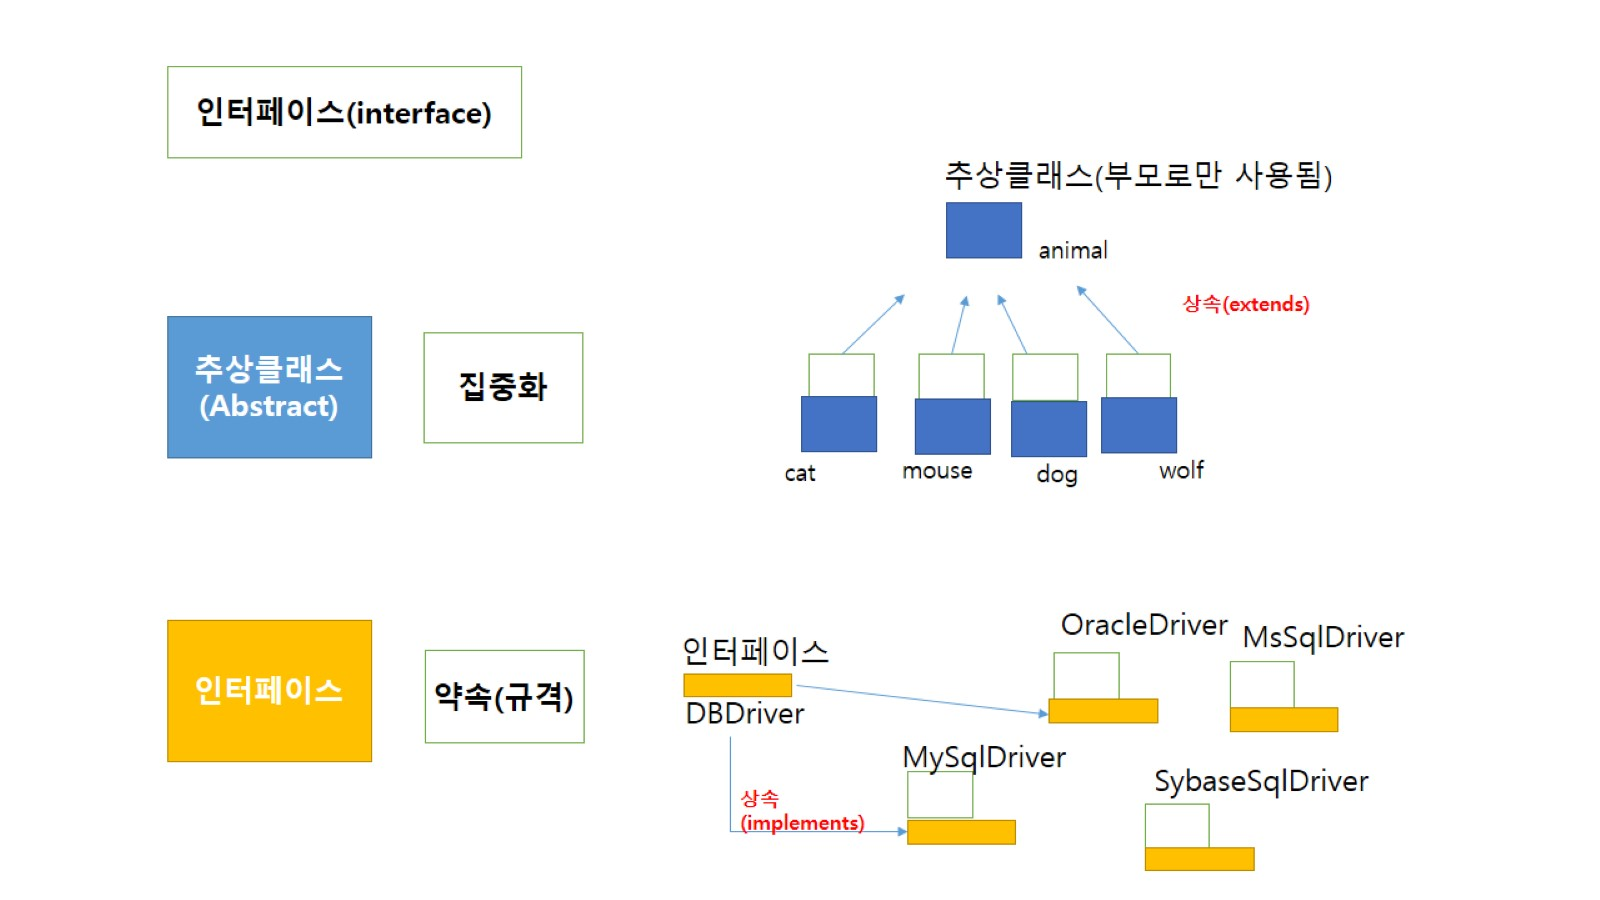 인터페이스(interface)
추상클래스(부모로만 사용됨)
animal
상속(extends)
추상클래스
(Abstract)
집중화
cat
mouse
dog
wolf
인터페이스
약속(규격)
인터페이스
DBDriver
OracleDriver
MsSqlDriver
MySqlDriver
SybaseSqlDriver
상속
(implements)